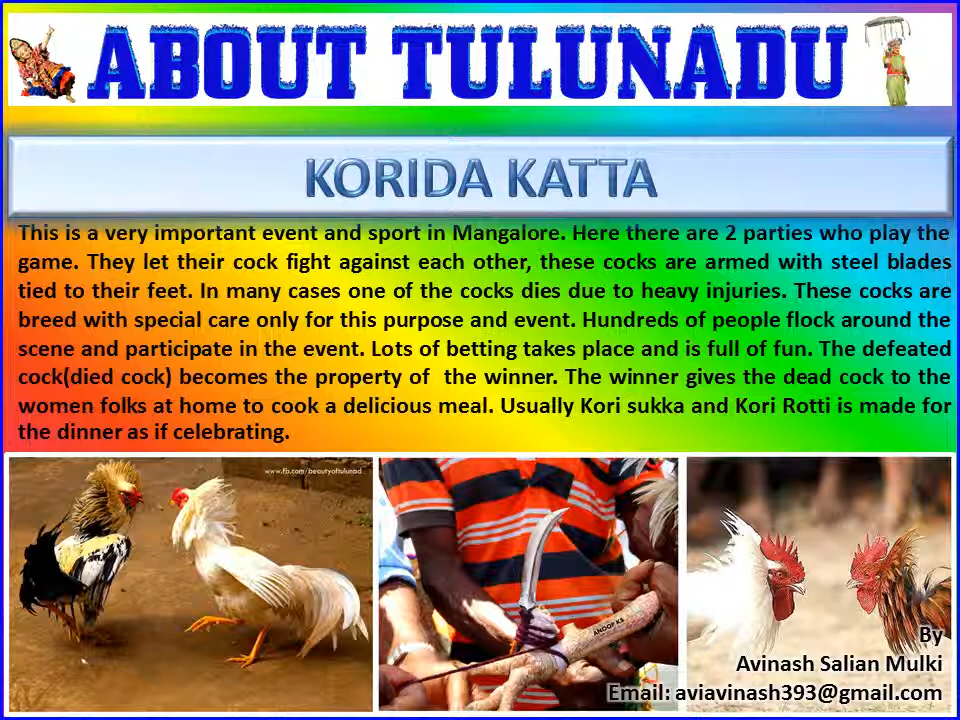 ABOUT TULUNADU
KORIDA KATTA
This is a very important event and sport in Mangalore. Here there are 2 parties who play the
game. They let their cock fight against each other, these cocks are armed with steel blades
tied to their feet. In many cases one of the cocks dies due to heavy injuries. These cocks are
breed with special care only for this purpose and event. Hundreds of people flock around the
scene and participate in the event. Lots of betting takes place and is full of fun. The defeated
cock(died cock) becomes the property of the winner. The winner gives the dead cock to the
women folks at home to cook a delicious meal. Usually Kori sukka and Kori Rotti is made for
the dinner as if celebrating.
www.Fb.com/beautyoftulunad
ANOOP KS
By
Avinash Salian Mulki
Email: aviavinash393@gmail.com